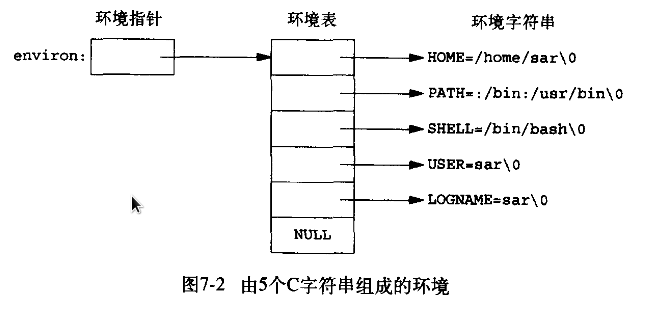 环境指针 环境表 环境字符串
environ: HOME=/home/sar\0
PATH=:/bin:/usr/bin\0
SHELL=/bin/bash\0
USER=sar\0
LOGNAME=sar\0
NULL
图7-2 由5个C字符串组成的环境